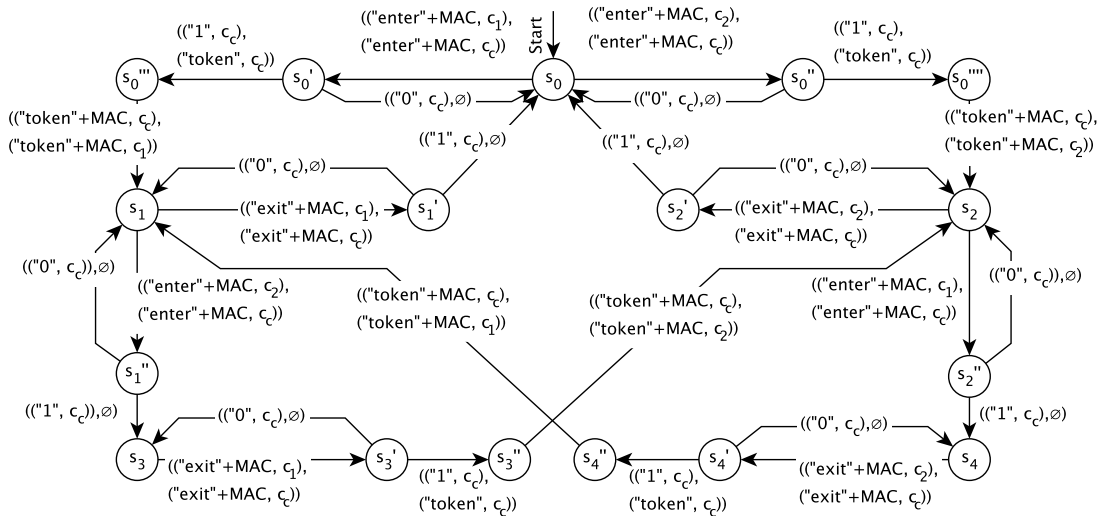 (("enter"+MAC, c1),
("enter"+MAC, cc))
Start
(("enter"+MAC, c2),
("enter"+MAC, cc))
(("1", cc),
("token", cc))
(("1", cc),
("token", cc))
s0'''
s0'
s0
s0''
s0''''
(("0", cc),∅)
(("0", cc),∅)
(("token"+MAC, cc),
("token"+MAC, c1))
(("token"+MAC, cc),
("token"+MAC, c2))
(("1", cc),∅)
(("1", cc),∅)
(("0", cc),∅)
(("0", cc),∅)
s1
(("exit"+MAC, c1),
("exit"+MAC, cc))
s1'
s2'
(("exit"+MAC, c2),
("exit"+MAC, cc))
s2
(("0", cc)),∅)
(("enter"+MAC, c2),
("enter"+MAC, cc))
(("token"+MAC, cc),
("token"+MAC, c1))
(("token"+MAC, cc),
("token"+MAC, c2))
(("enter"+MAC, c1),
("enter"+MAC, cc))
(("0", cc)),∅)
s1''
s2''
(("1", cc)),∅)
(("0", cc),∅)
(("0", cc),∅)
(("1", cc),∅)
s3
(("exit"+MAC, c1),
("exit"+MAC, cc))
s3'
(("1", cc),
("token", cc))
s3''
s4''
(("1", cc),
("token", cc))
s4'
(("exit"+MAC, c2),
("exit"+MAC, cc))
s4